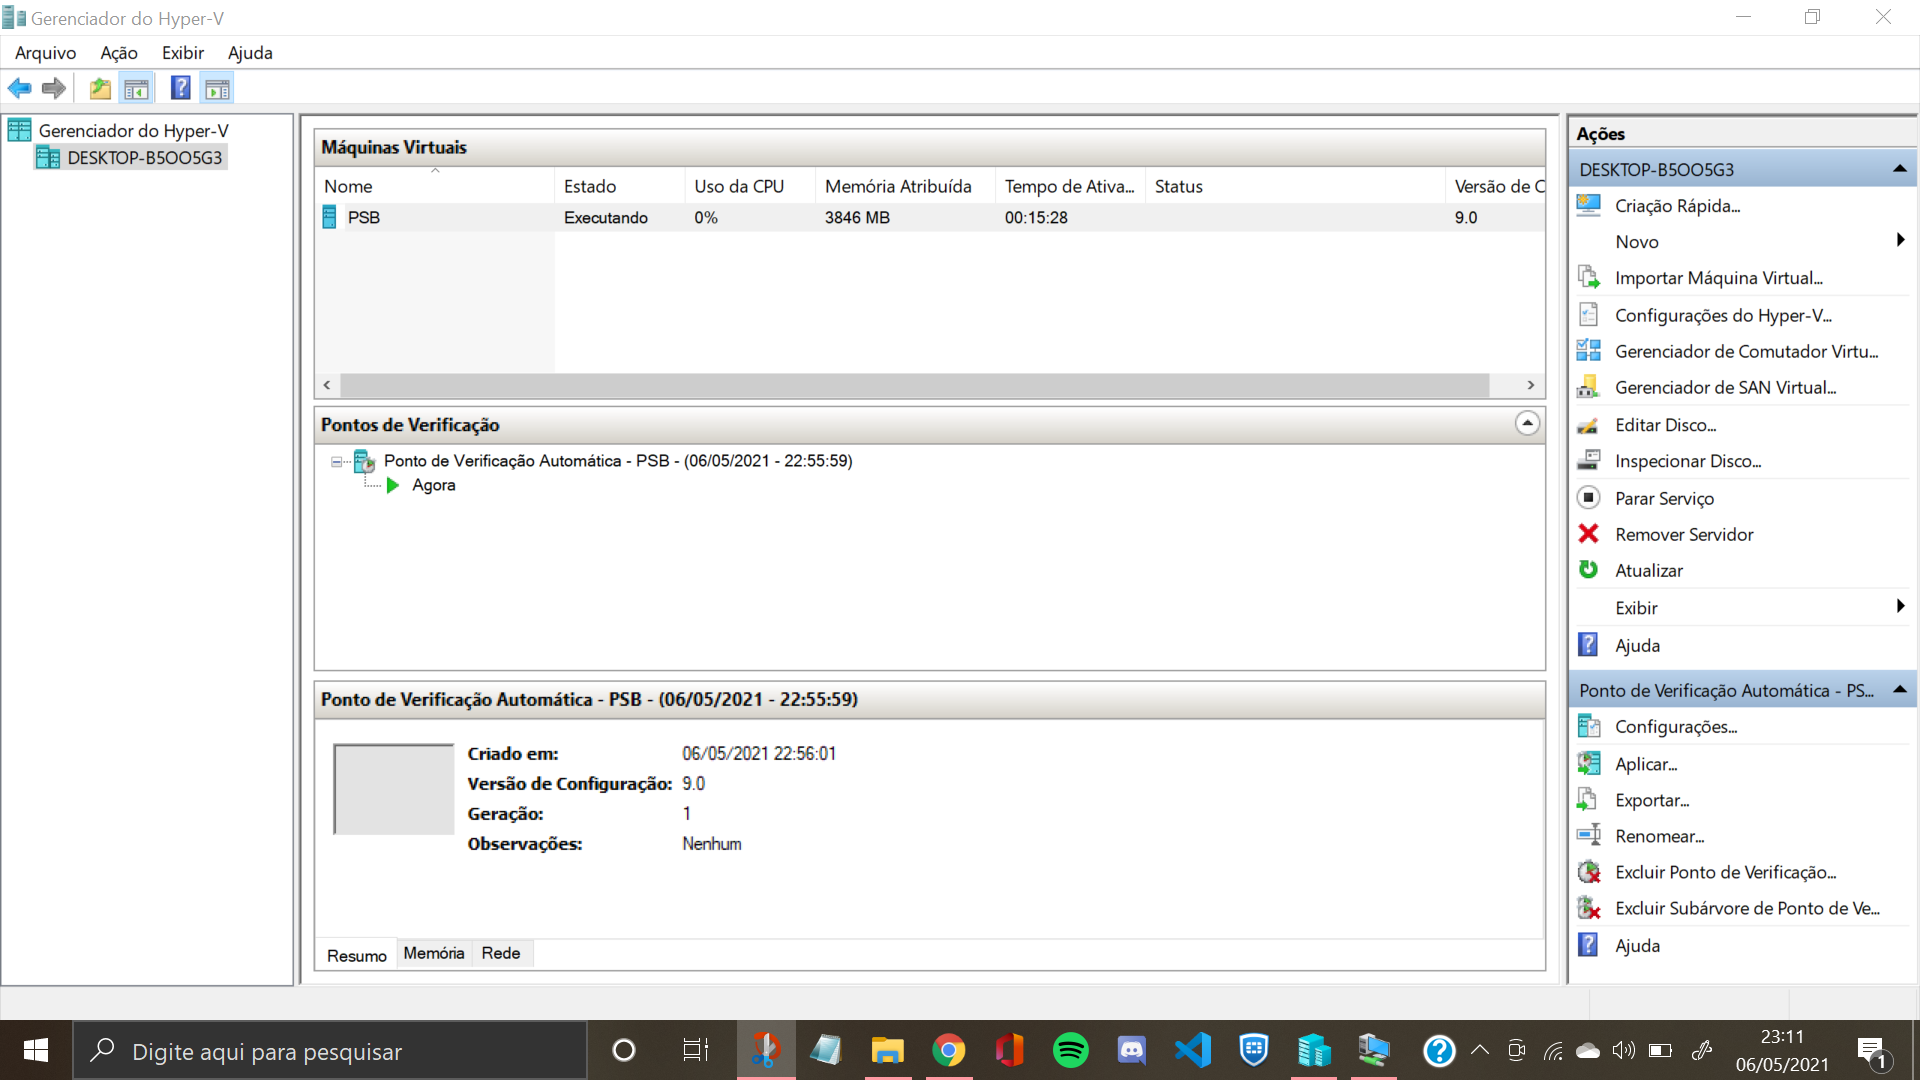 Gerenciador do Hyper-V
Arquivo Ação Exibir Ajuda
Gerenciador do Hyper-V
DESKTOP-B5OO5G3
Máquinas Virtuais
Nome Estado Uso da CPU Memória Atribuída Tempo de Ativa... Status Versão de C
PSB Executando 0% 3846 MB 00:15:28 9.0
Pontos de Verificação
Ponto de Verificação Automática - PSB - (06/05/2021 - 22:55:59)
Agora
Ponto de Verificação Automática - PSB - (06/05/2021 - 22:55:59)
Criado em: 06/05/2021 22:56:01
Versão de Configuração: 9.0
Geração: 1
Observações: Nenhum
Resumo Memória Rede
Ações
DESKTOP-B5OO5G3
Criação Rápida...
Novo
Importar Máquina Virtual...
Configurações do Hyper-V...
Gerenciador de Comutador Virtu...
Gerenciador de SAN Virtual...
Editar Disco...
Inspecionar Disco...
Parar Serviço
Remover Servidor
Atualizar
Exibir
Ajuda
Ponto de Verificação Automática - PS...
Configurações...
Aplicar...
Exportar...
Renomear...
Excluir Ponto de Verificação...
Excluir Subárvore de Ponto de Ve...
Ajuda
Digite aqui para pesquisar
23:11
06/05/2021
1